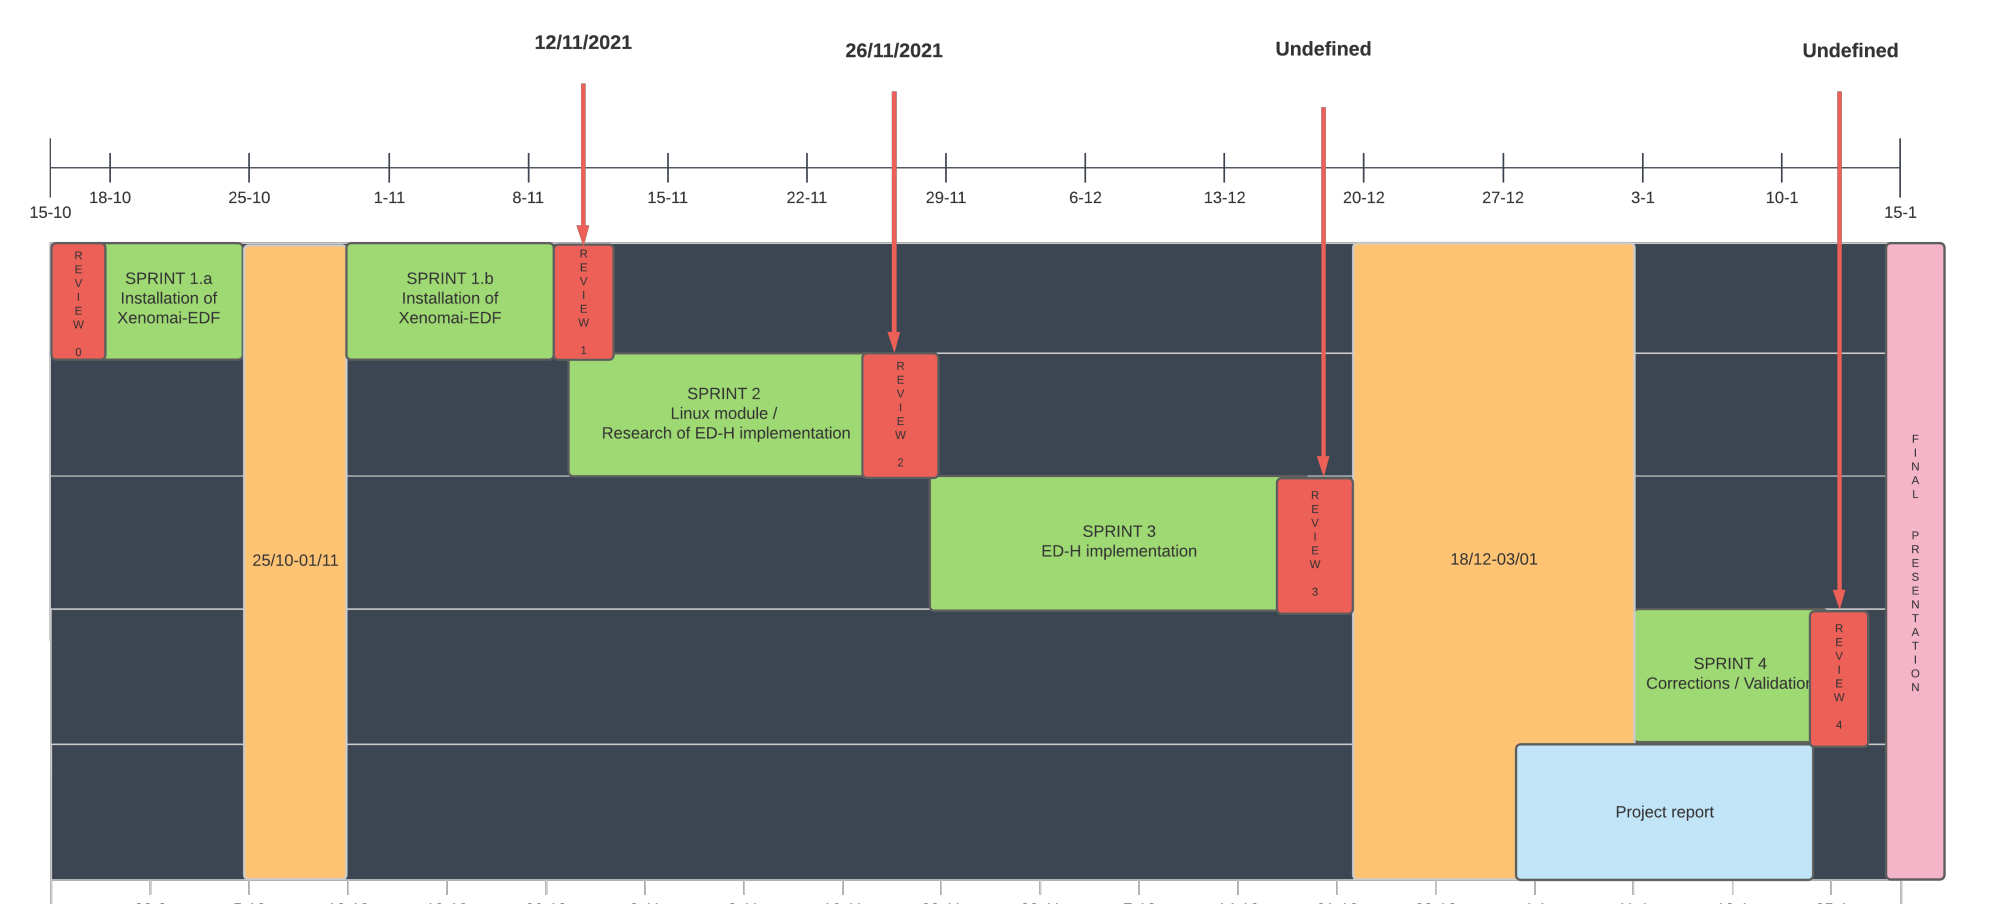 12/11/2021
26/11/2021
Undefined
Undefined
15-10
18-10
25-10
1-11
8-11
15-11
22-11
29-11
6-12
13-12
20-12
27-12
3-1
10-1
15-1
REVIEW 0
SPRINT 1.a
Installation of
Xenomai-EDF
SPRINT 1.b
Installation of
Xenomai-EDF
REVIEW 1
SPRINT 2
Linux module /
Research of ED-H implementation
REVIEW 2
SPRINT 3
ED-H implementation
REVIEW 3
25/10-01/11
18/12-03/01
SPRINT 4
Corrections / Validation
REVIEW 4
FINAL PRESENTATION
Project report